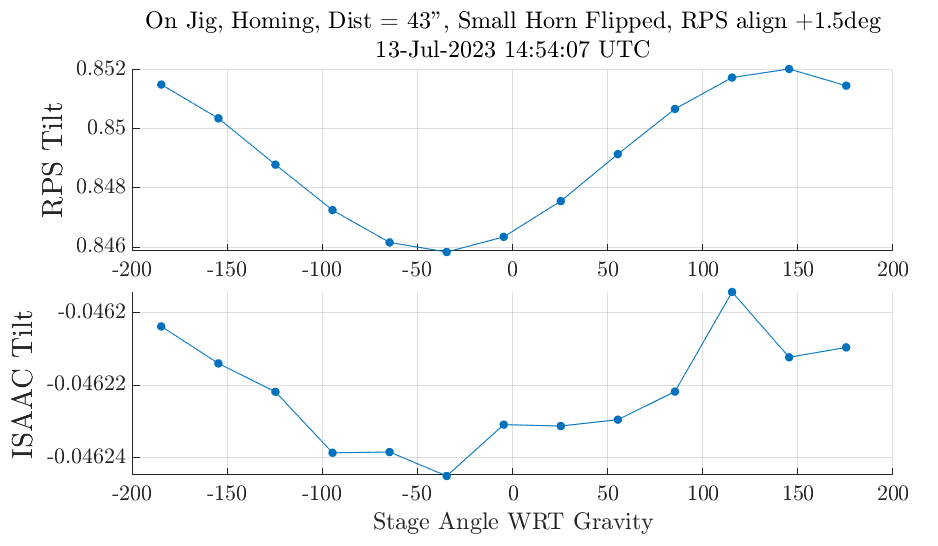 On Jig, Homing, Dist = 43", Small Horn Flipped, RPS align +1.5deg
13-Jul-2023 14:54:07 UTC
RPS Tilt
0.852
0.85
0.848
0.846
-200 -150 -100 -50 0 50 100 150 200
ISAAC Tilt
-0.0462
-0.04622
-0.04624
-200 -150 -100 -50 0 50 100 150 200
Stage Angle WRT Gravity